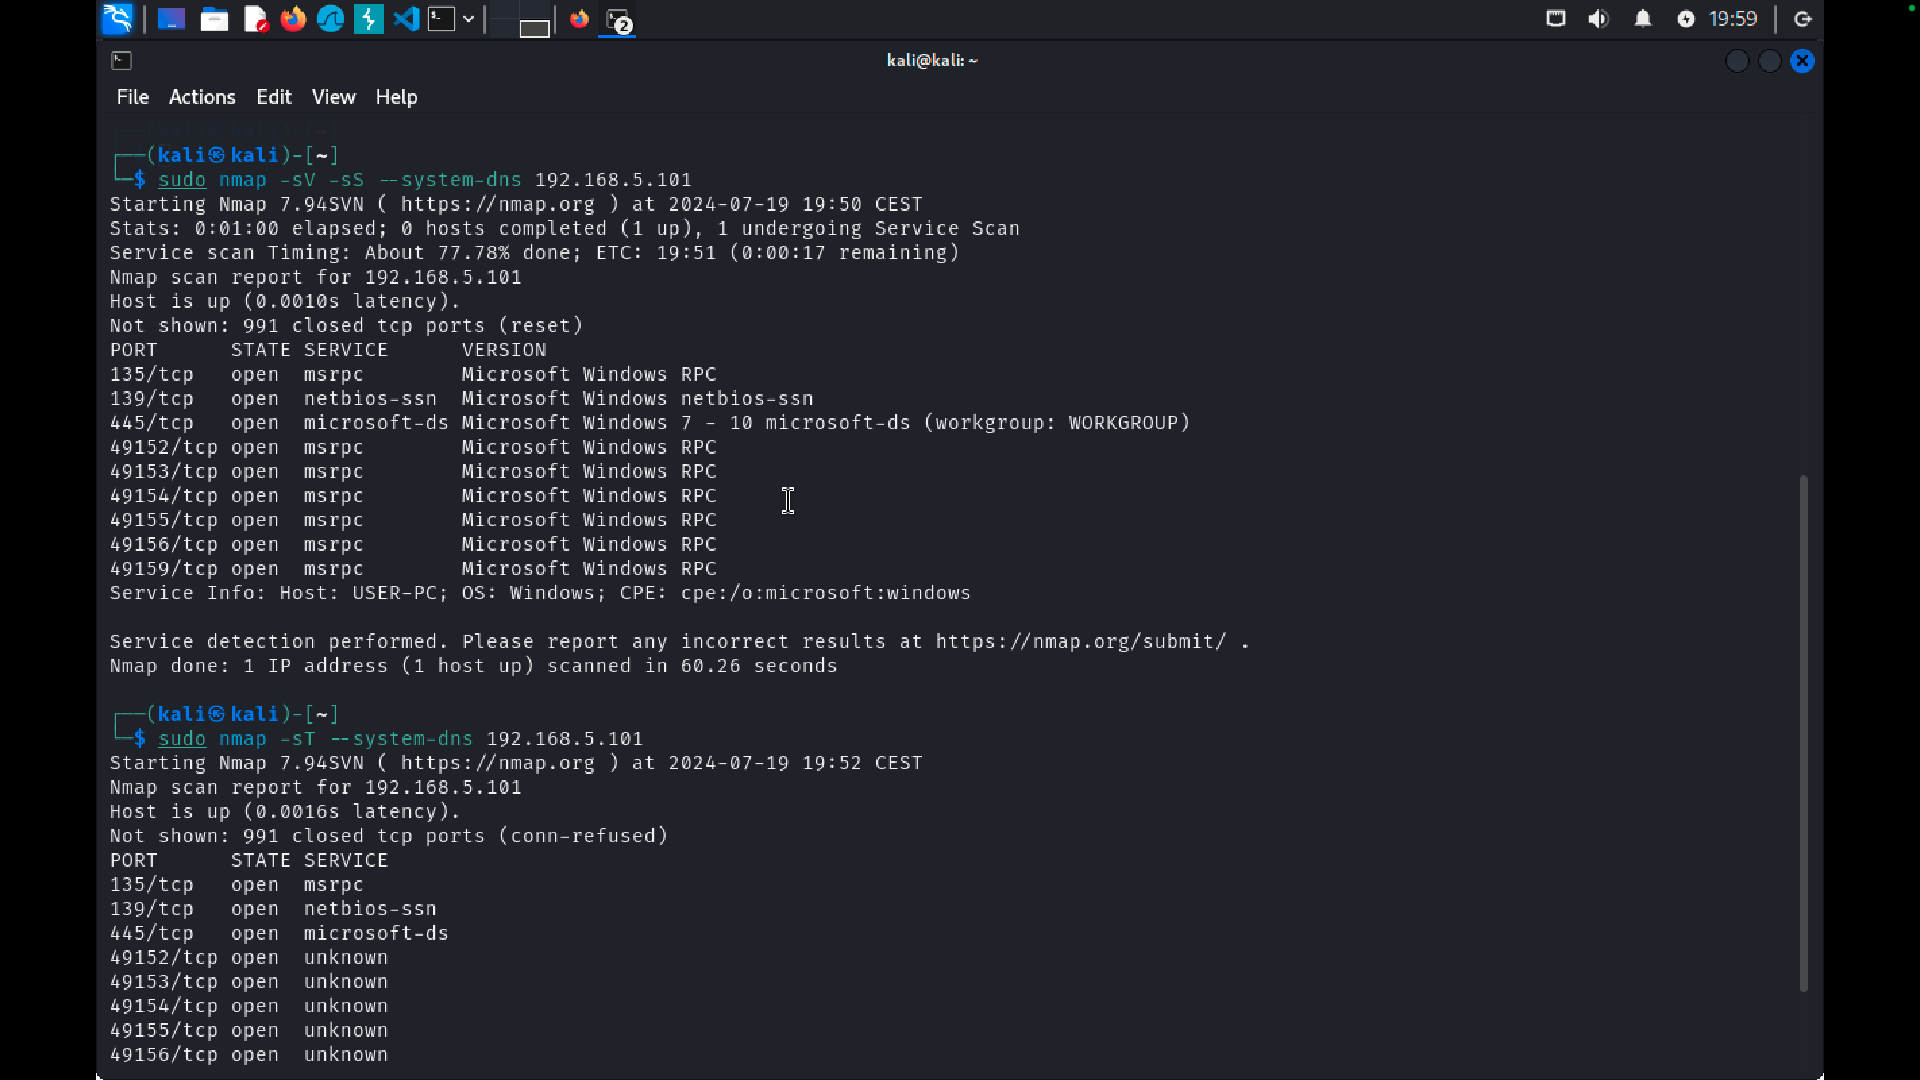 2
19:59
kali@kali: ~
File Actions Edit View Help
┌──(kali㉿kali)-[~]
└─$ sudo nmap -sV -sS --system-dns 192.168.5.101
Starting Nmap 7.94SVN ( https://nmap.org ) at 2024-07-19 19:50 CEST
Stats: 0:01:00 elapsed; 0 hosts completed (1 up), 1 undergoing Service Scan
Service scan Timing: About 77.78% done; ETC: 19:51 (0:00:17 remaining)
Nmap scan report for 192.168.5.101
Host is up (0.0010s latency).
Not shown: 991 closed tcp ports (reset)
PORT      STATE SERVICE      VERSION
135/tcp   open  msrpc        Microsoft Windows RPC
139/tcp   open  netbios-ssn  Microsoft Windows netbios-ssn
445/tcp   open  microsoft-ds Microsoft Windows 7 - 10 microsoft-ds (workgroup: WORKGROUP)
49152/tcp open  msrpc        Microsoft Windows RPC
49153/tcp open  msrpc        Microsoft Windows RPC
49154/tcp open  msrpc        Microsoft Windows RPC
49155/tcp open  msrpc        Microsoft Windows RPC
49156/tcp open  msrpc        Microsoft Windows RPC
49159/tcp open  msrpc        Microsoft Windows RPC
Service Info: Host: USER-PC; OS: Windows; CPE: cpe:/o:microsoft:windows
Service detection performed. Please report any incorrect results at https://nmap.org/submit/ .
Nmap done: 1 IP address (1 host up) scanned in 60.26 seconds
┌──(kali㉿kali)-[~]
└─$ sudo nmap -sT --system-dns 192.168.5.101
Starting Nmap 7.94SVN ( https://nmap.org ) at 2024-07-19 19:52 CEST
Nmap scan report for 192.168.5.101
Host is up (0.0016s latency).
Not shown: 991 closed tcp ports (conn-refused)
PORT      STATE SERVICE
135/tcp   open  msrpc
139/tcp   open  netbios-ssn
445/tcp   open  microsoft-ds
49152/tcp open  unknown
49153/tcp open  unknown
49154/tcp open  unknown
49155/tcp open  unknown
49156/tcp open  unknown